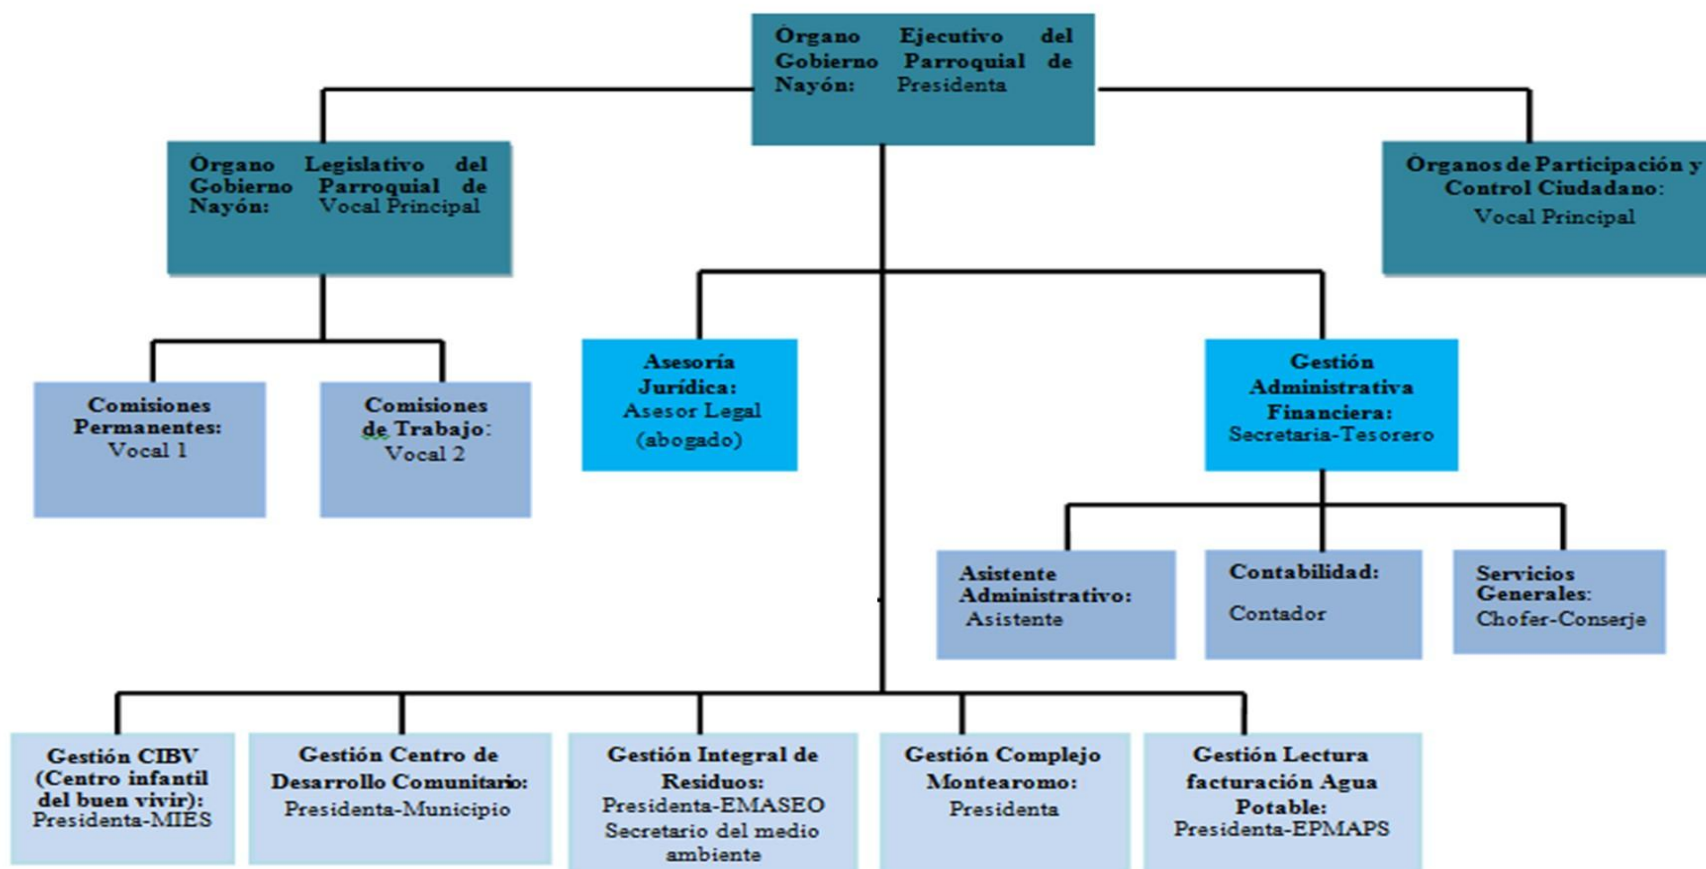 Órgano Ejecutivo del
Gobierno Parroquial de
Nayón: Presidenta
Órgano Legislativo del
Gobierno Parroquial de
Nayón: Vocal Principal
Órganos de Participación y
Control Ciudadano:
Vocal Principal
Comisiones
Permanentes:
Vocal 1
Comisiones
de Trabajo:
Vocal 2
Asesoría
Jurídica:
Asesor Legal
(abogado)
Gestión
Administrativa
Financiera:
Secretaria-Tesorero
Asistente
Administrativo:
Asistente
Contabilidad:
Contador
Servicios
Generales:
Chofer-Conserje
Gestión CIBV
(Centro infantil
del buen vivir):
Presidenta-MIES
Gestión Centro de
Desarrollo Comunitario:
Presidenta-Municipio
Gestión Integral de
Residuos:
Presidenta-EMASEO
Secretario del medio
ambiente
Gestión Complejo
Montearomo:
Presidenta
Gestión Lectura
facturación Agua
Potable:
Presidenta-EPMAPS